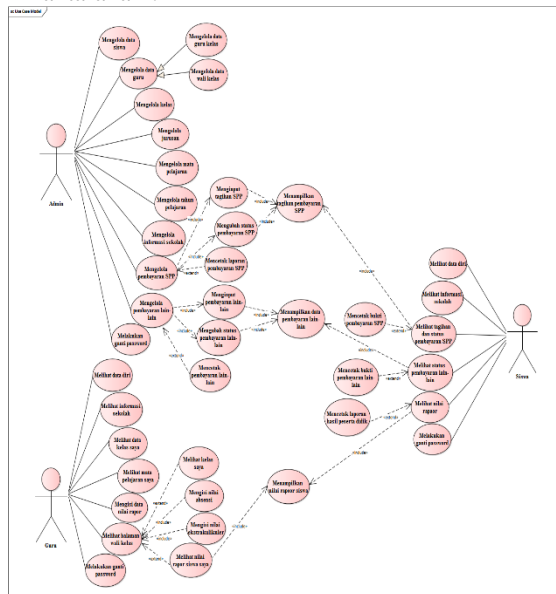 uc Use Case Model
Mengelola data
siswa
Mengelola data
guru
Mengelola data
guru kelas
Mengelola data
wali kelas
Mengelola kelas
Mengelola
jurusan
Mengelola mata
pelajaran
Mengelola tahun
pelajaran
Mengelola
informasi sekolah
Mengelola
pembayaran SPP
Mengelola
pembayaran lain-
lain
Melakukan
ganti password
Admin
Menginput
tagihan SPP
Mengubah status
pembayaran SPP
Mencetak laporan
pembayaran SPP
Menampilkan
tagihan pembayaran
SPP
Menginput
pembayaran lain-
lain
Mengubah status
pembayaran lain-
lain
Mencetak
pembayaran lain-
lain
Menampilkan data
pembayaran lain-
lain
Melihat data diri
Melihat informasi
sekolah
Mencetak bukti
pembayaran SPP
Melihat tagihan
dan status
pembayaran SPP
Mencetak bukti
pembayaran lain-
lain
Melihat status
pembayaran lain-
lain
Mencetak laporan
hasil peserta didik
Melihat nilai
rapor
Melakukan
ganti password
Siswa
Melihat data diri
Melihat informasi
sekolah
Melihat data
kelas saya
Melihat mata
pelajaran saya
Mengisi data
nilai rapor
Melihat halaman
wali kelas
Melakukan ganti
password
Guru
Melihat kelas
saya
Mengisi nilai
absensi
Mengisi nilai
ekstrakulikuler
Melihat nilai
rapor siswa saya
Menampilkan
nilai rapor siswa